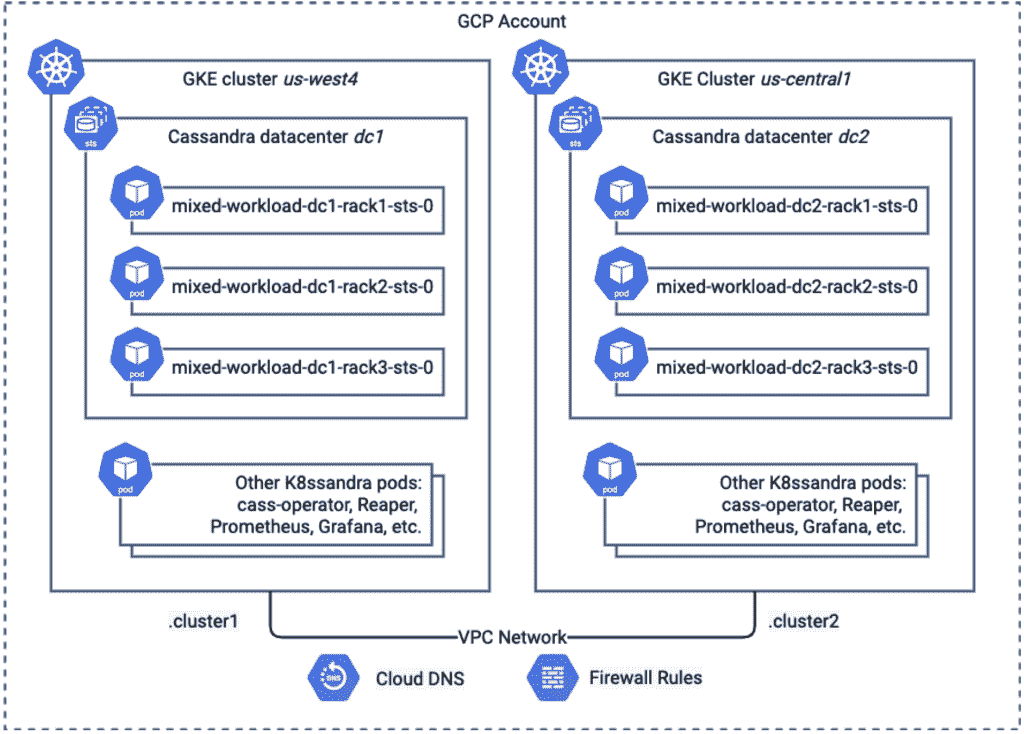 GCP Account
GKE cluster us-west4
sts
Cassandra datacenter dc1
pod
mixed-workload-dc1-rack1-sts-0
pod
mixed-workload-dc1-rack2-sts-0
pod
mixed-workload-dc1-rack3-sts-0
pod
Other K8ssandra pods:
cass-operator, Reaper,
Prometheus, Grafana, etc.
GKE Cluster us-central1
sts
Cassandra datacenter dc2
pod
mixed-workload-dc2-rack1-sts-0
pod
mixed-workload-dc2-rack2-sts-0
pod
mixed-workload-dc2-rack3-sts-0
pod
Other K8ssandra pods:
cass-operator, Reaper,
Prometheus, Grafana, etc.
.cluster1
.cluster2
VPC Network
DNS
Cloud DNS
Firewall Rules